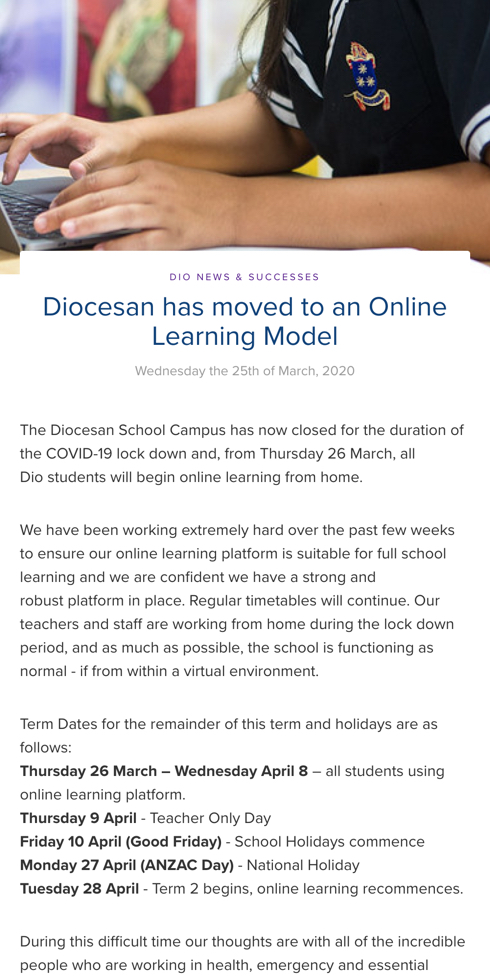 DIO NEWS & SUCCESSES
Diocesan has moved to an Online
Learning Model
Wednesday the 25th of March, 2020
The Diocesan School Campus has now closed for the duration of
the COVID-19 lock down and, from Thursday 26 March, all
Dio students will begin online learning from home.
We have been working extremely hard over the past few weeks
to ensure our online learning platform is suitable for full school
learning and we are confident we have a strong and
robust platform in place. Regular timetables will continue. Our
teachers and staff are working from home during the lock down
period, and as much as possible, the school is functioning as
normal - if from within a virtual environment.
Term Dates for the remainder of this term and holidays are as
follows:
Thursday 26 March – Wednesday April 8 – all students using
online learning platform.
Thursday 9 April - Teacher Only Day
Friday 10 April (Good Friday) - School Holidays commence
Monday 27 April (ANZAC Day) - National Holiday
Tuesday 28 April - Term 2 begins, online learning recommences.
During this difficult time our thoughts are with all of the incredible
people who are working in health, emergency and essential